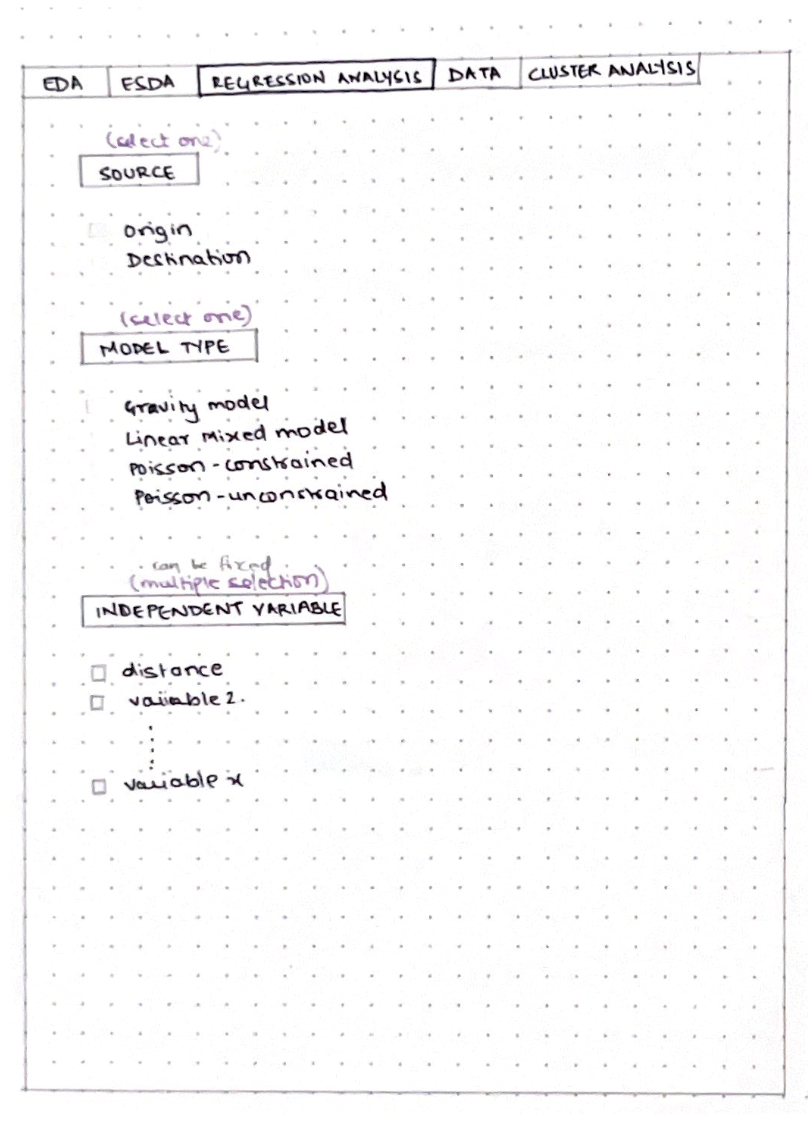 EDA ESDA REGRESSION ANALYSIS DATA CLUSTER ANALYSIS
(select one)
SOURCE
Origin
Destination
(select one)
MODEL TYPE
Gravity model
Linear Mixed model
Poisson - constrained
Poisson - unconstrained
can be fixed
(multiple selection)
INDEPENDENT VARIABLE
distance
variable 2.
variable x